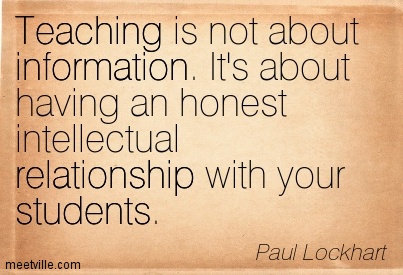 Teaching is not about
information. It's about
having an honest
intellectual
relationship with your
students.
Paul Lockhart
meetville.com